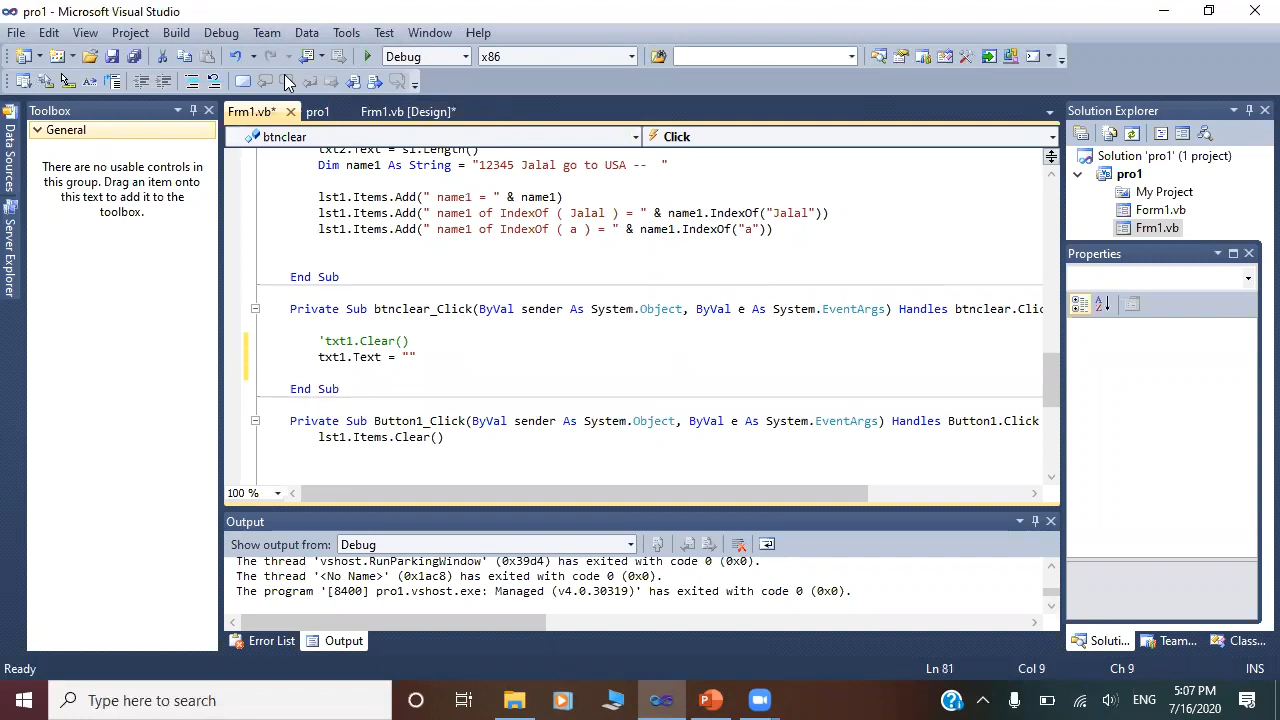 pro1 - Microsoft Visual Studio
File Edit View Project Build Debug Team Data Tools Test Window Help
Debug x86
Toolbox
General
There are no usable controls in
this group. Drag an item onto
this text to add it to the
toolbox.
Data Sources
Server Explorer
Frm1.vb* pro1 Frm1.vb [Design]*
btnclear Click
txt2.Text = s1.Length()
Dim name1 As String = "12345 Jalal go to USA --  "
lst1.Items.Add(" name1 = " & name1)
lst1.Items.Add(" name1 of IndexOf ( Jalal ) = " & name1.IndexOf("Jalal"))
lst1.Items.Add(" name1 of IndexOf ( a ) = " & name1.IndexOf("a"))
End Sub
Private Sub btnclear_Click(ByVal sender As System.Object, ByVal e As System.EventArgs) Handles btnclear.Clic
'txt1.Clear()
txt1.Text = ""
End Sub
Private Sub Button1_Click(ByVal sender As System.Object, ByVal e As System.EventArgs) Handles Button1.Click
lst1.Items.Clear()
100 %
Output
Show output from: Debug
The thread 'vshost.RunParkingWindow' (0x39d4) has exited with code 0 (0x0).
The thread '<No Name>' (0x1ac8) has exited with code 0 (0x0).
The program '[8400] pro1.vshost.exe: Managed (v4.0.30319)' has exited with code 0 (0x0).
Error List Output
Solution Explorer
Solution 'pro1' (1 project)
pro1
My Project
Form1.vb
Frm1.vb
Properties
Soluti... Team... Class...
Ready Ln 81 Col 9 Ch 9 INS
Type here to search
ENG
5:07 PM
7/16/2020